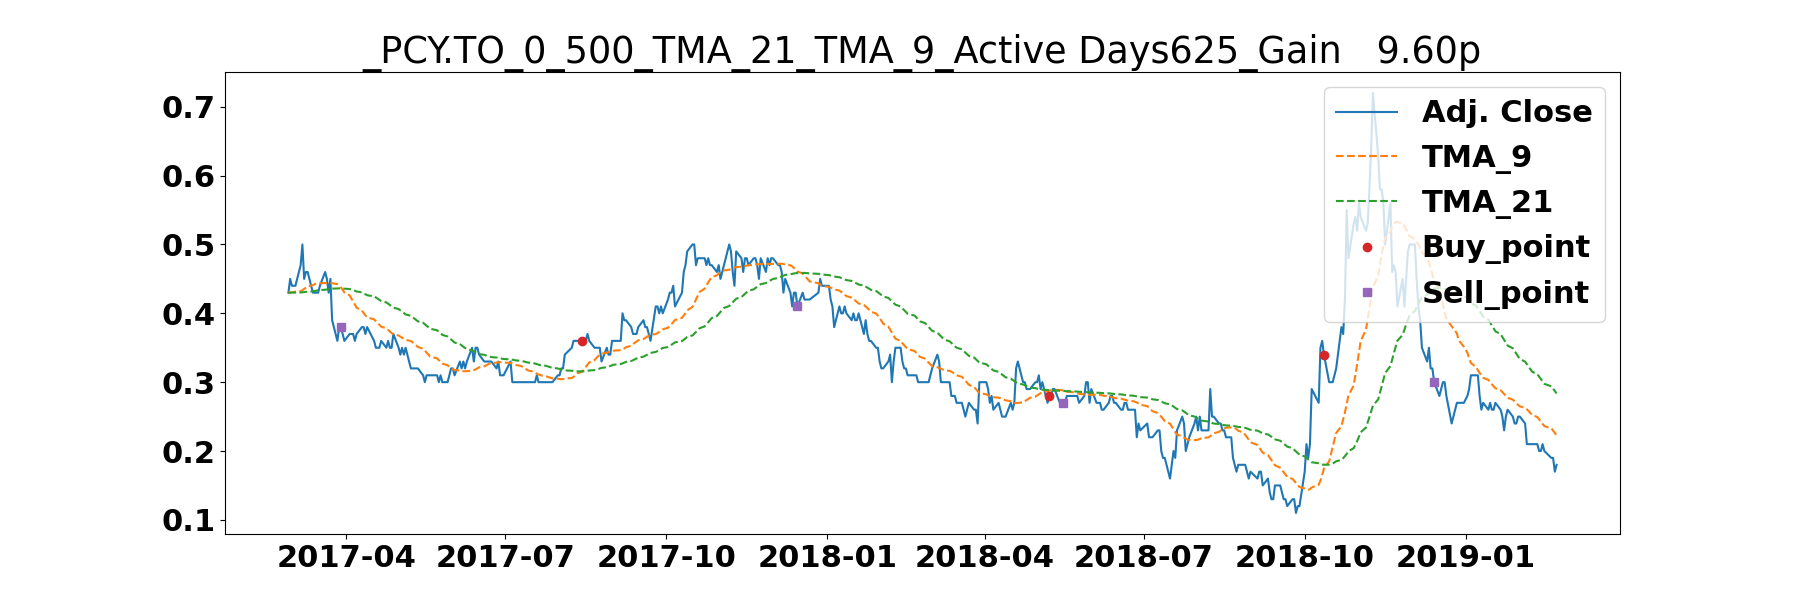 _PCY.TO_0_500_TMA_21_TMA_9_Active Days625_Gain   9.60p
0.7
0.6
0.5
0.4
0.3
0.2
0.1
Adj. Close
TMA_9
TMA_21
Buy_point
Sell_point
2017-04 2017-07 2017-10 2018-01 2018-04 2018-07 2018-10 2019-01